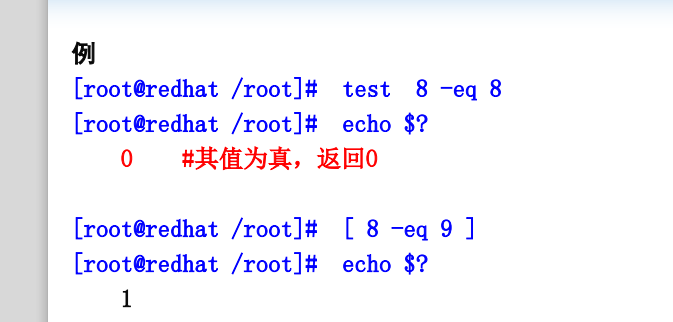 例
[root@redhat /root]#  test  8 -eq 8
[root@redhat /root]#  echo $?
0    #其值为真，返回0
[root@redhat /root]#  [ 8 -eq 9 ]
[root@redhat /root]#  echo $?
1